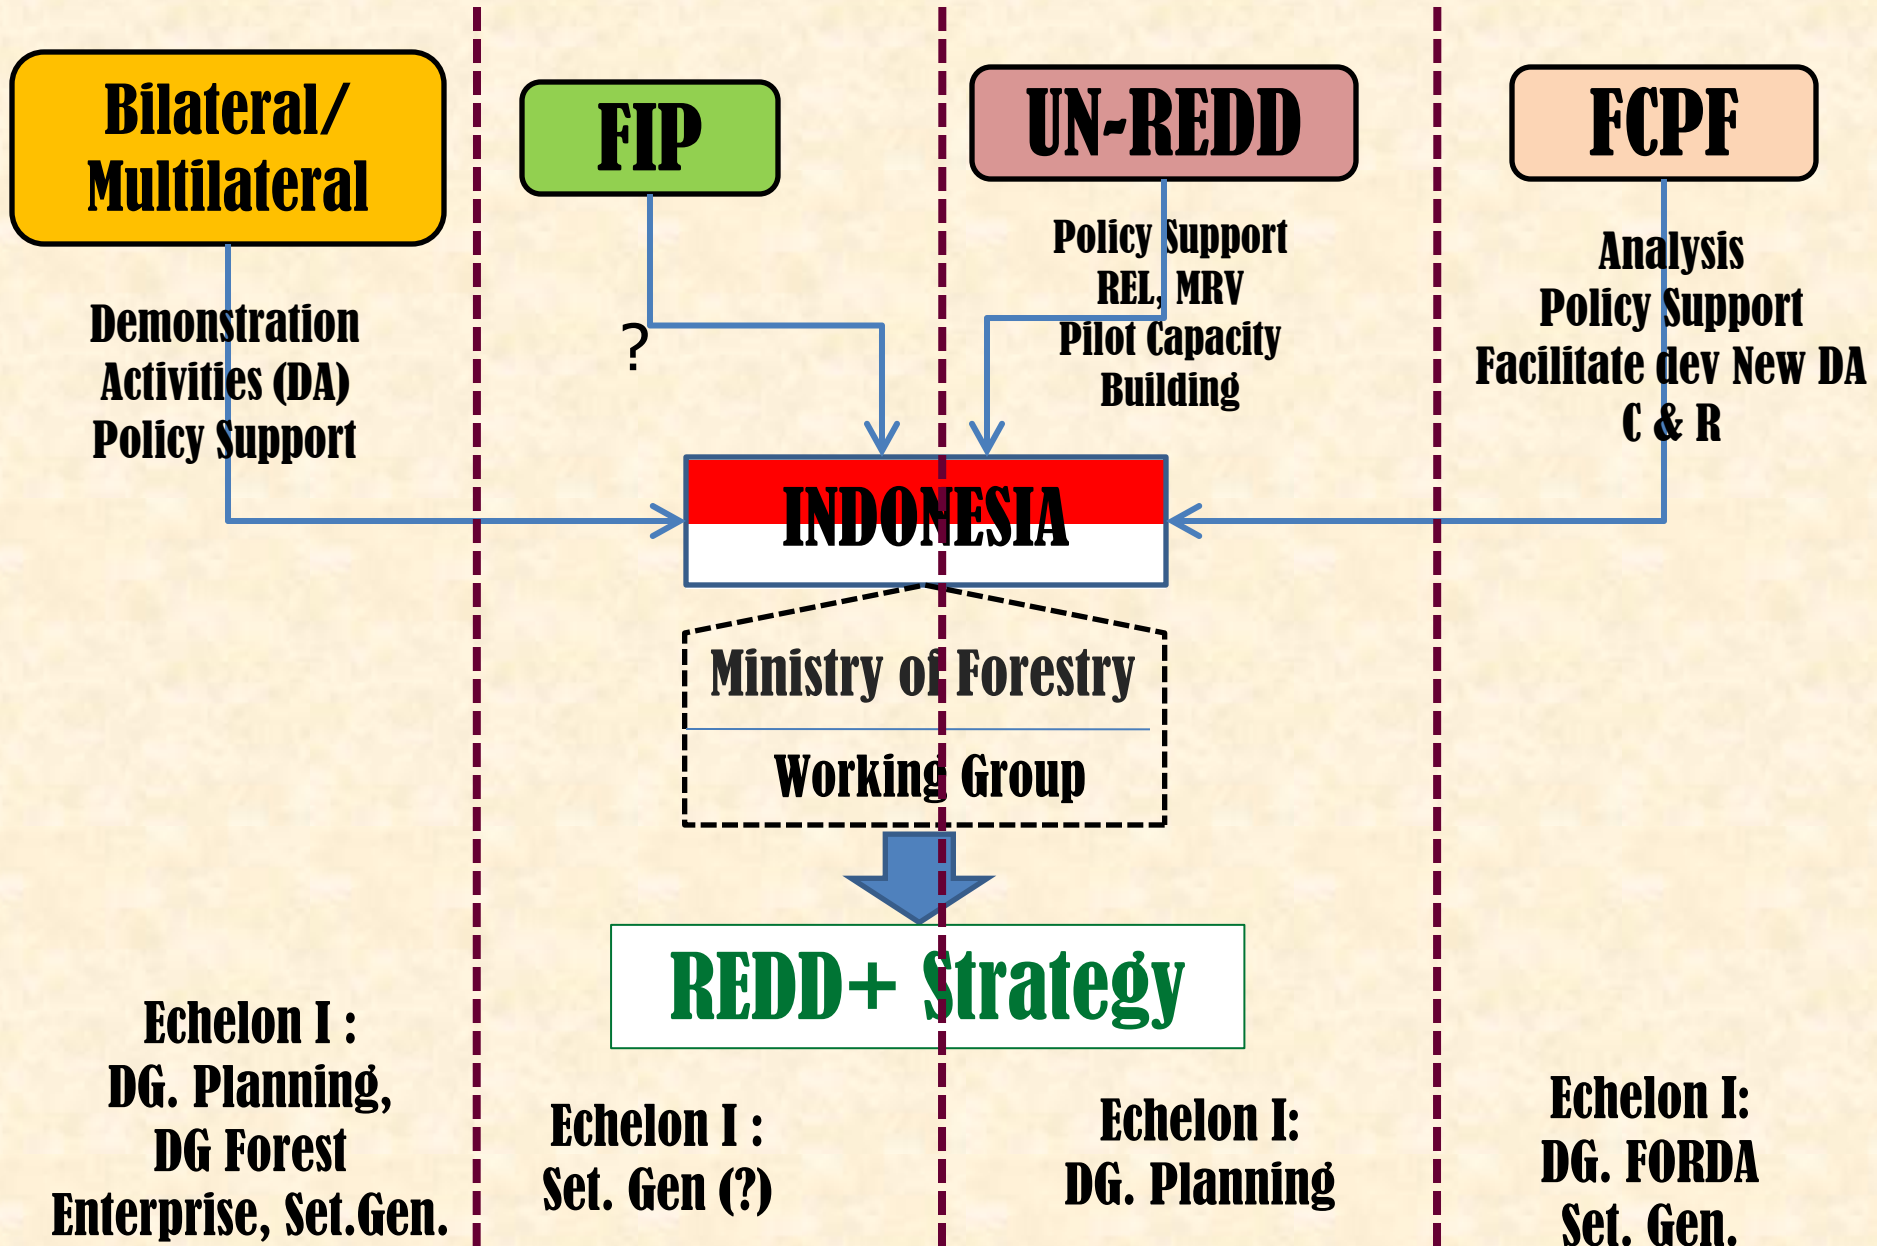 Bilateral/
Multilateral
FIP
UN-REDD
FCPF
Demonstration
Activities (DA)
Policy Support
?
Policy Support
REL, MRV
Pilot Capacity
Building
Analysis
Policy Support
Facilitate dev New DA
C & R
INDONESIA
Ministry of Forestry
Working Group
REDD+ Strategy
Echelon I :
DG. Planning,
DG Forest
Enterprise, Set.Gen.
Echelon I :
Set. Gen (?)
Echelon I:
DG. Planning
Echelon I:
DG. FORDA
Set. Gen.